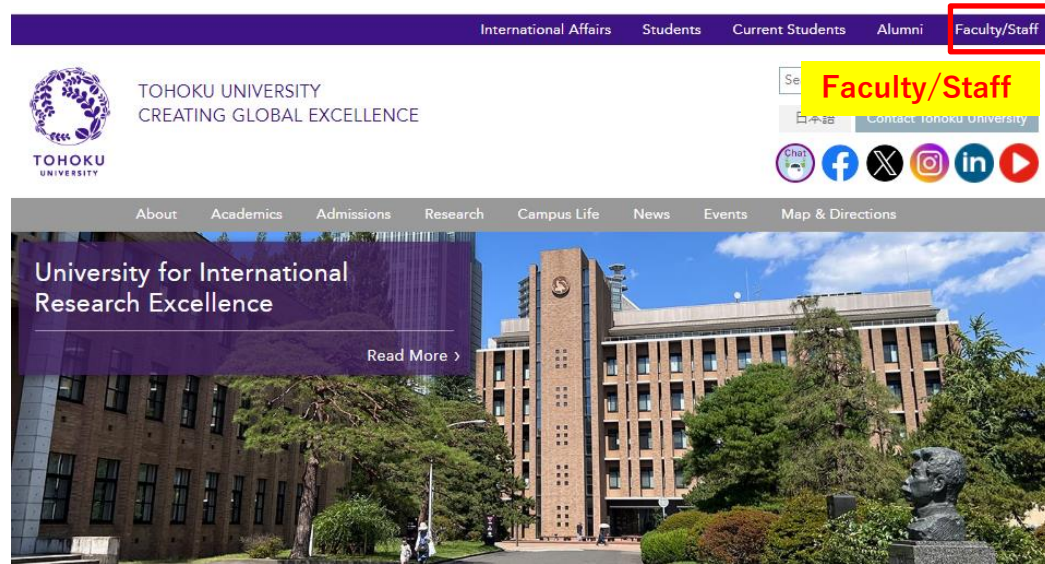 International Affairs Students Current Students Alumni Faculty/Staff
TOHOKU UNIVERSITY
CREATING GLOBAL EXCELLENCE
TOHOKU
UNIVERSITY
Se
Faculty/Staff
日本語 Contact Tohoku University
Chat
in
About Academics Admissions Research Campus Life News Events Map & Directions
University for International
Research Excellence
Read More >